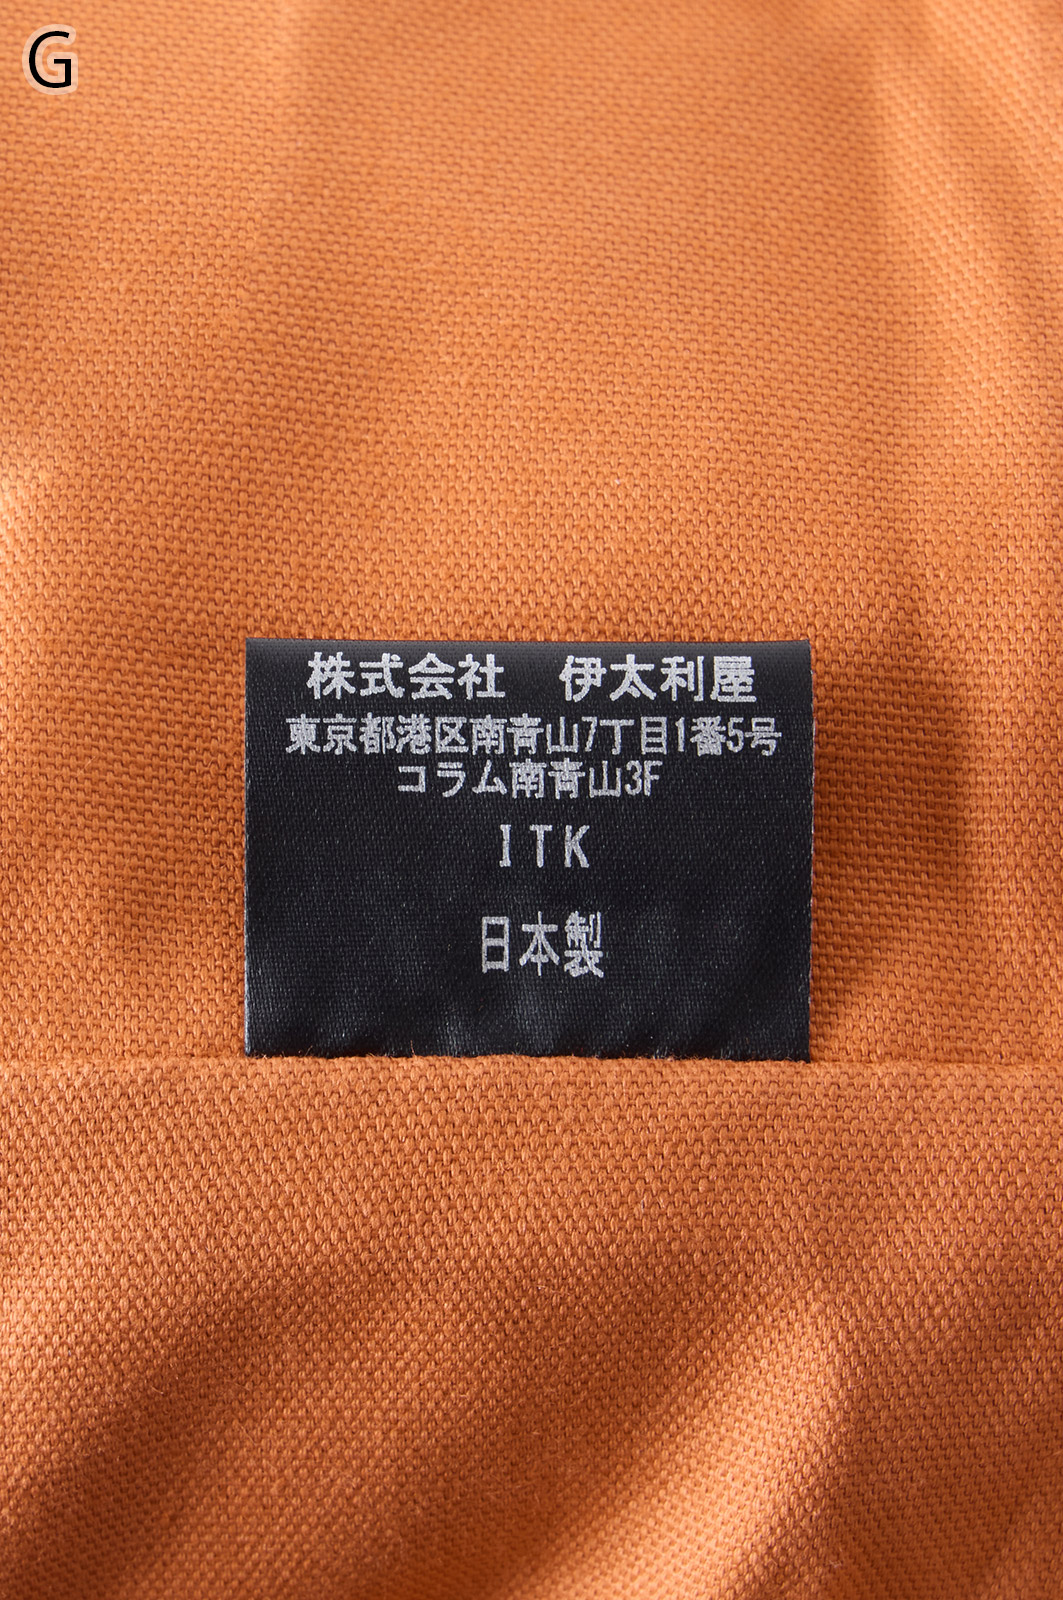 G
株式会社　伊太利屋
東京都港区南青山7丁目1番5号
コラム南青山3F
ITK
日本製